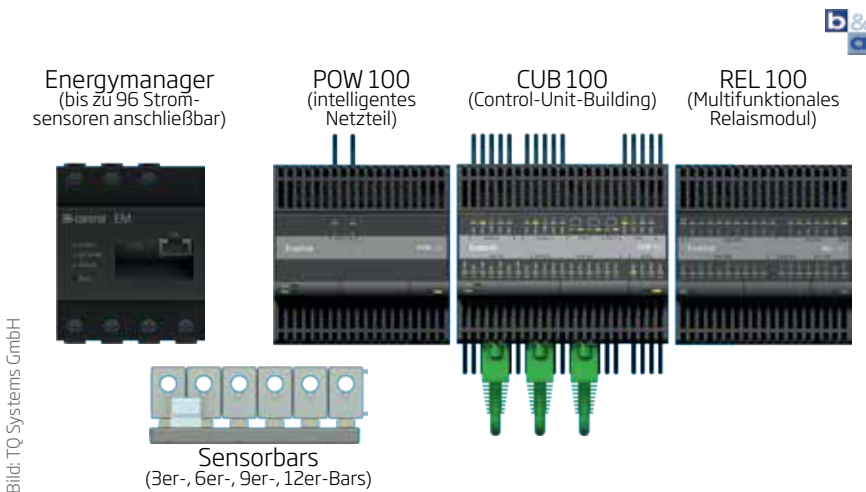 b&
a
Energymanager
(bis zu 96 Strom-
sensoren anschließbar)
POW 100
(intelligentes
Netzteil)
CUB 100
(Control-Unit-Building)
REL 100
(Multifunktionales
Relaismodul)
EM
Sensorbars
(3er-, 6er-, 9er-, 12er-Bars)
Bild: TQ Systems GmbH